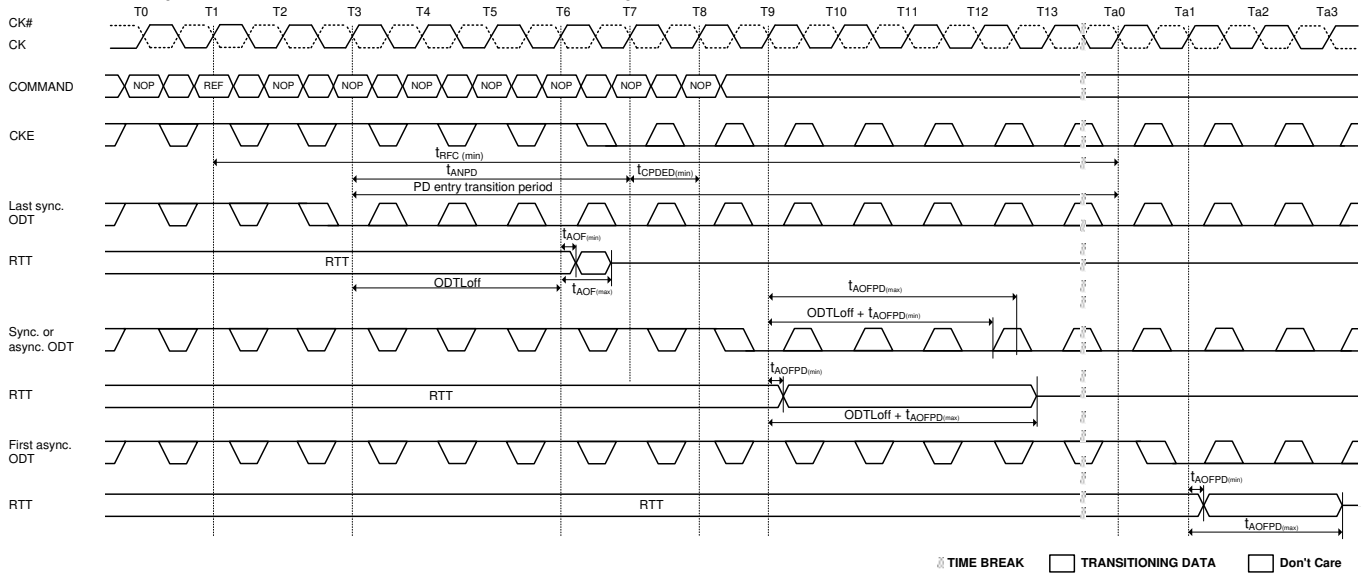 T0 T1 T2 T3 T4 T5 T6 T7 T8 T9 T10 T11 T12 T13 Ta0 Ta1 Ta2 Ta3
CK#
CK
COMMAND NOP REF NOP NOP NOP NOP NOP NOP NOP
CKE
tRFC (min)
tANPD tCPDED(min)
PD entry transition period
Last sync.
ODT
tAOF(min)
RTT RTT
ODTLoff tAOF(max)
tAOFPD(max)
ODTLoff + tAOFPD(min)
Sync. or
async. ODT
tAOFPD(min)
RTT RTT
ODTLoff + tAOFPD(max)
First async.
ODT
tAOFPD(min)
RTT RTT
tAOFPD(max)
TIME BREAK TRANSITIONING DATA Don't Care